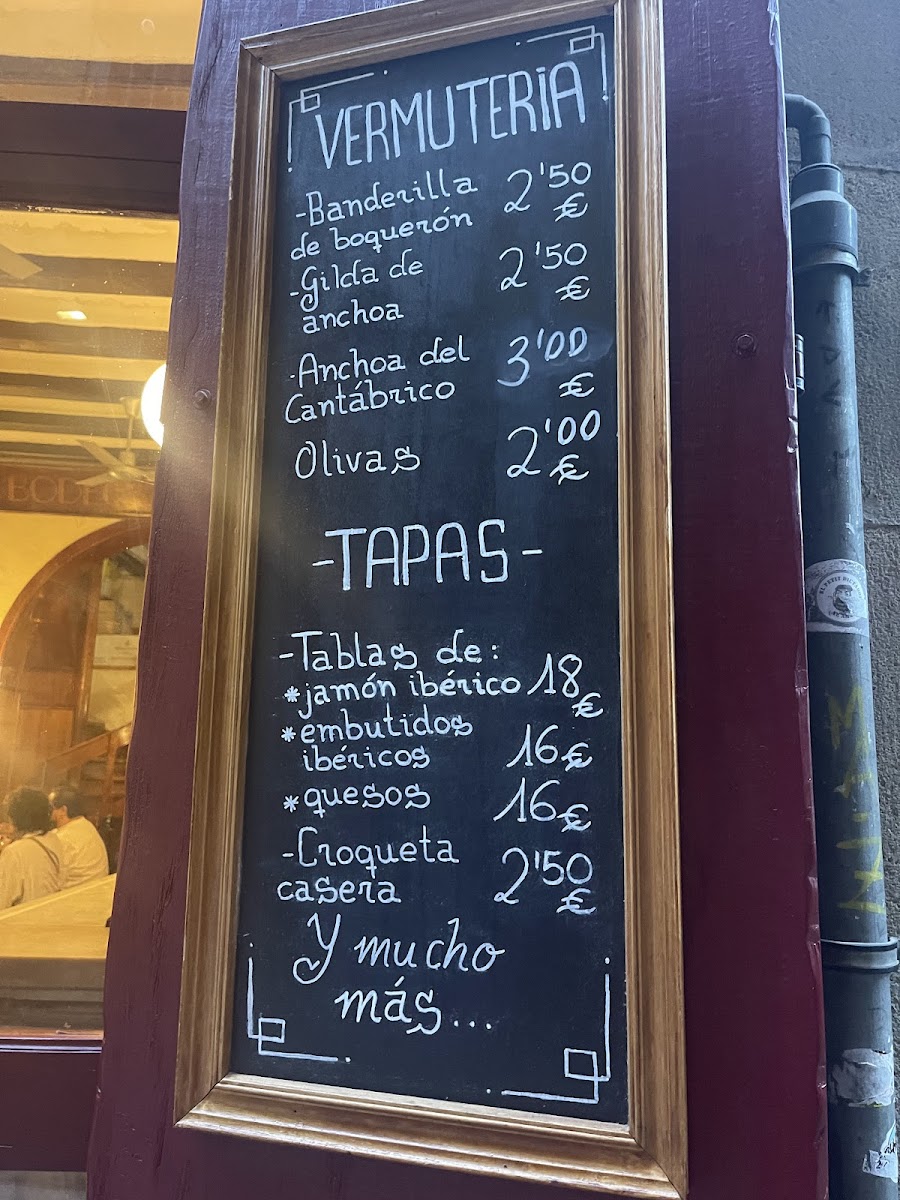 VERMUTERIA
-Banderilla 2'50
de boquerón €
-Gilda de 2'50
anchoa €
-Anchoa del 3'00
Cantábrico €
Olivas 2'00
€
-TAPAS-
-Tablas de:
*jamón ibérico 18
€
*embutidos
ibéricos 16€
*quesos 16€
-Croqueta 2'50
casera €
Y mucho
más...